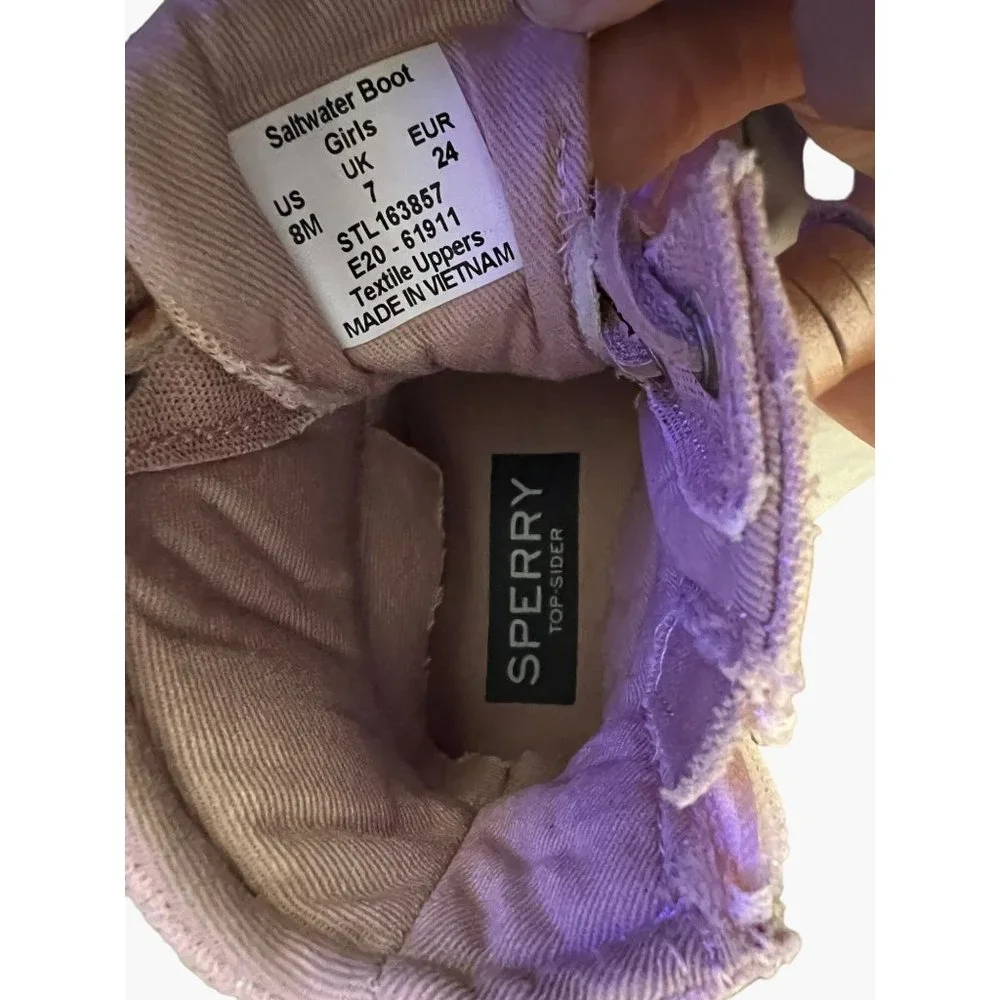 Saltwater Boot
Girls
US UK EUR
8M 7 24
STL163857
E20 - 61911
Textile Uppers
MADE IN VIETNAM
SPERRY
TOP-SIDER